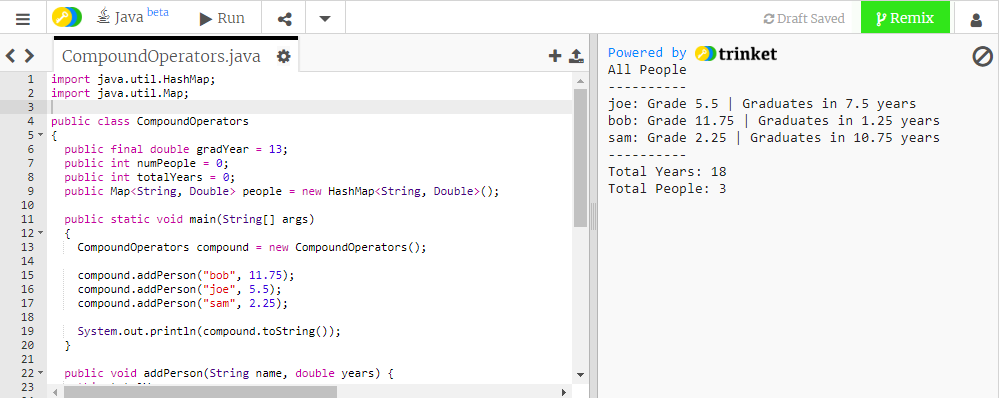 Java beta
Run
Draft Saved
Remix
CompoundOperators.java
1 import java.util.HashMap;
2 import java.util.Map;
3
4 public class CompoundOperators
5 {
6 public final double gradYear = 13;
7 public int numPeople = 0;
8 public int totalYears = 0;
9 public Map<String, Double> people = new HashMap<String, Double>();
10
11 public static void main(String[] args)
12 {
13 CompoundOperators compound = new CompoundOperators();
14
15 compound.addPerson("bob", 11.75);
16 compound.addPerson("joe", 5.5);
17 compound.addPerson("sam", 2.25);
18
19 System.out.println(compound.toString());
20 }
21
22 public void addPerson(String name, double years) {
23
Powered by trinket
All People
----------
joe: Grade 5.5 | Graduates in 7.5 years
bob: Grade 11.75 | Graduates in 1.25 years
sam: Grade 2.25 | Graduates in 10.75 years
----------
Total Years: 18
Total People: 3